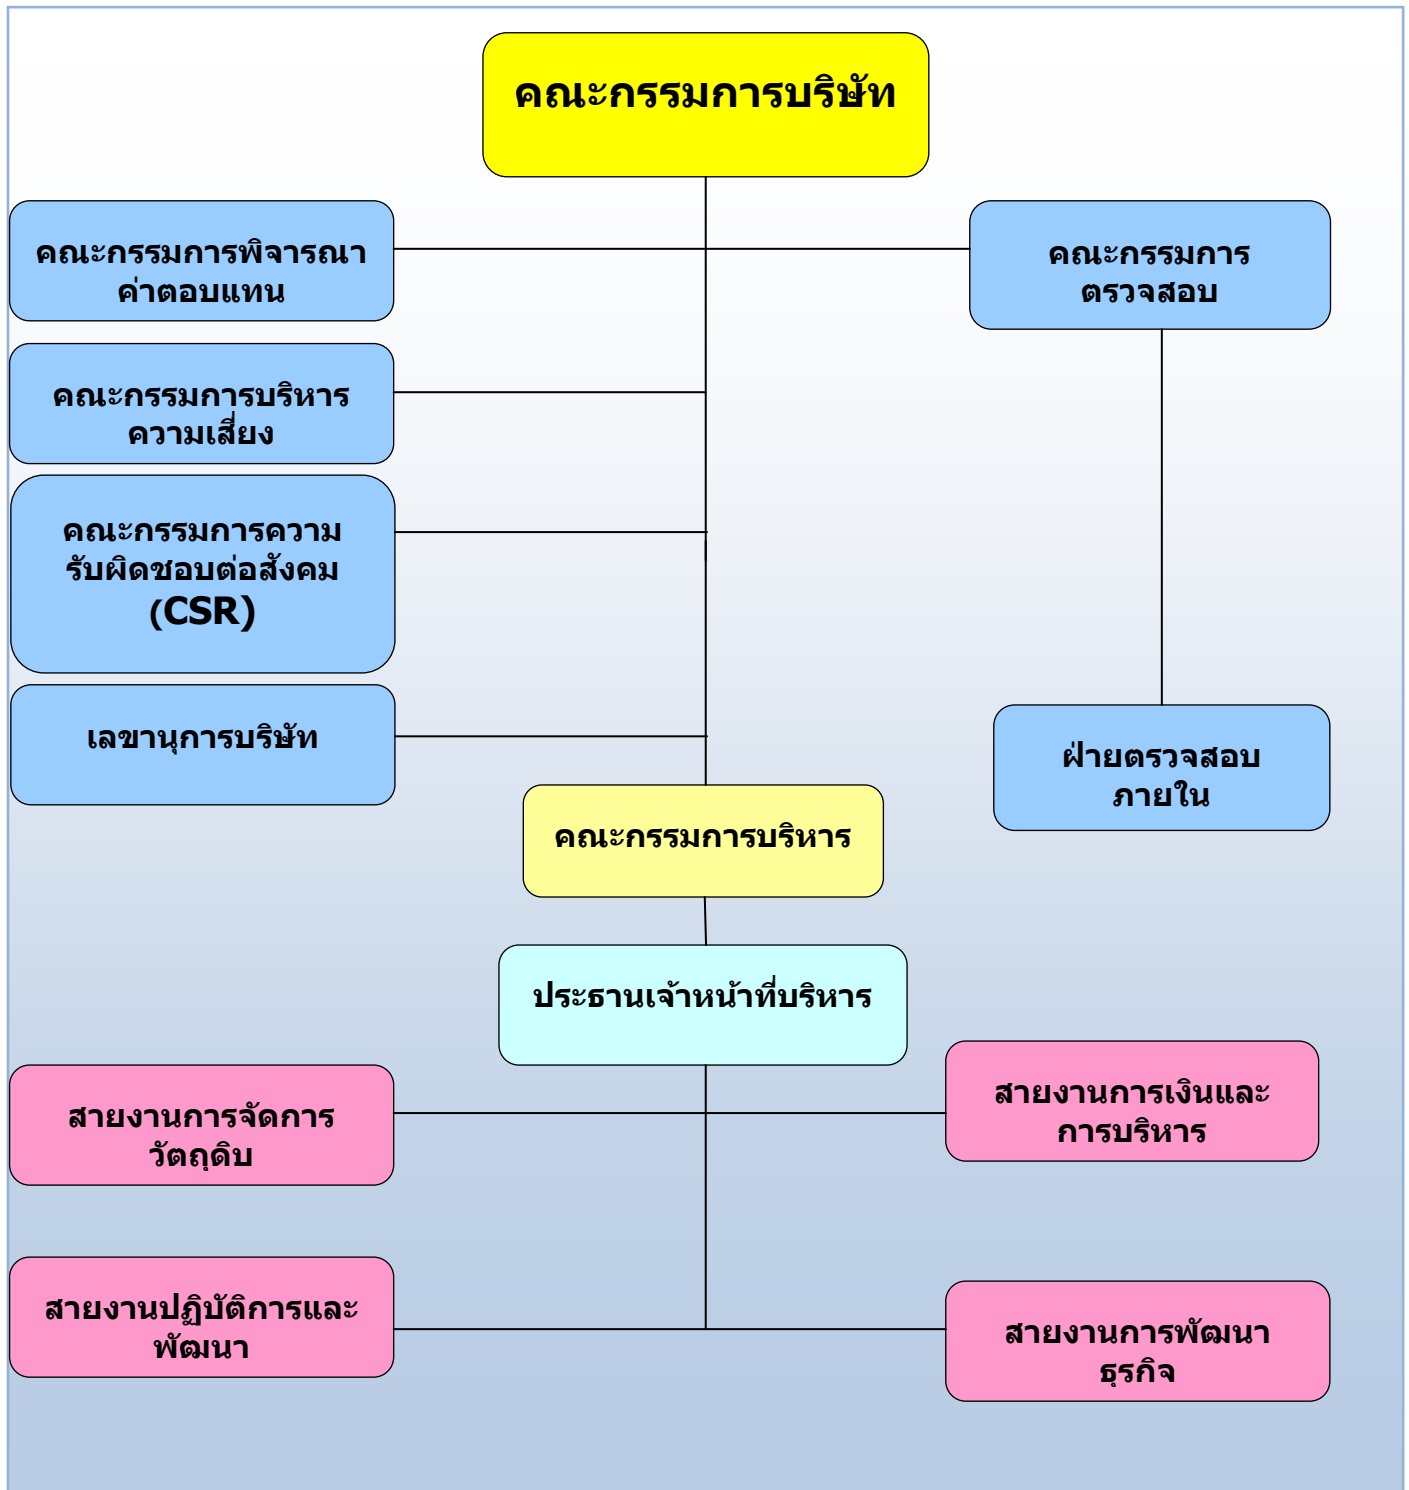 คณะกรรมการบริษัท
คณะกรรมการพิจารณา
ค่าตอบแทน
คณะกรรมการ
ตรวจสอบ
คณะกรรมการบริหาร
ความเสี่ยง
คณะกรรมการความ
รับผิดชอบต่อสังคม
(CSR)
เลขานุการบริษัท
ฝ่ายตรวจสอบ
ภายใน
คณะกรรมการบริหาร
ประธานเจ้าหน้าที่บริหาร
สายงานการจัดการ
วัตถุดิบ
สายงานการเงินและ
การบริหาร
สายงานปฏิบัติการและ
พัฒนา
สายงานการพัฒนา
ธุรกิจ